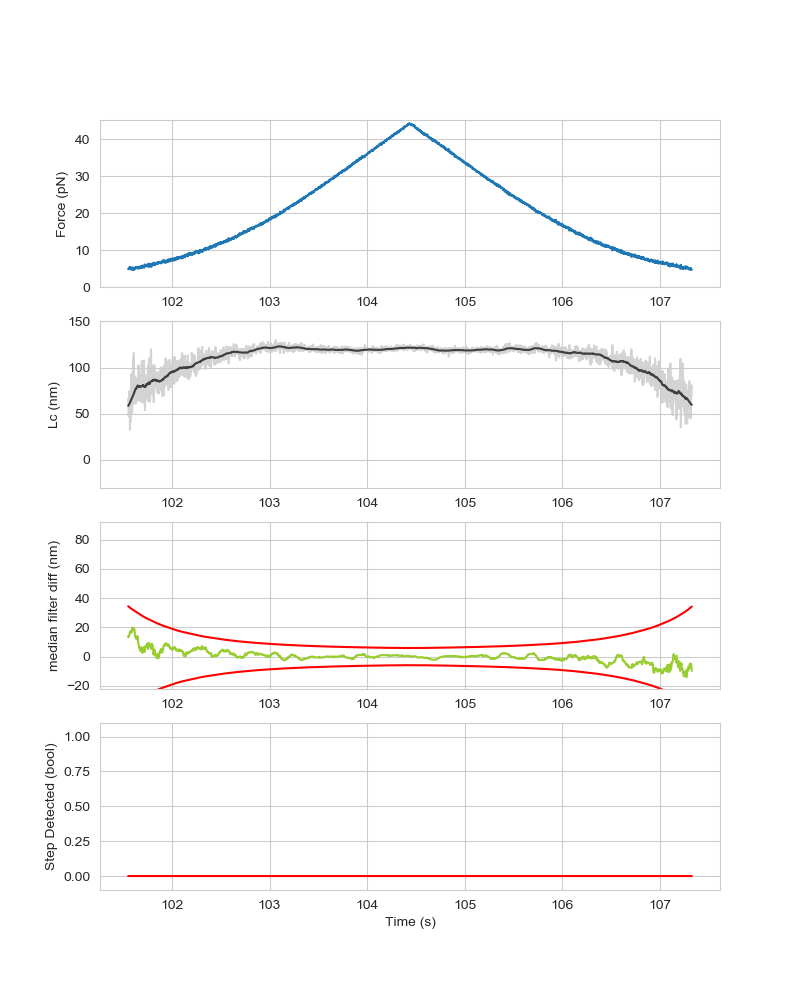 Force (pN)
40
30
20
10
0
102 103 104 105 106 107
Lc (nm)
150
100
50
0
102 103 104 105 106 107
median filter diff (nm)
80
60
40
20
0
−20
102 103 104 105 106 107
Step Detected (bool)
1.00
0.75
0.50
0.25
0.00
102 103 104 105 106 107
Time (s)